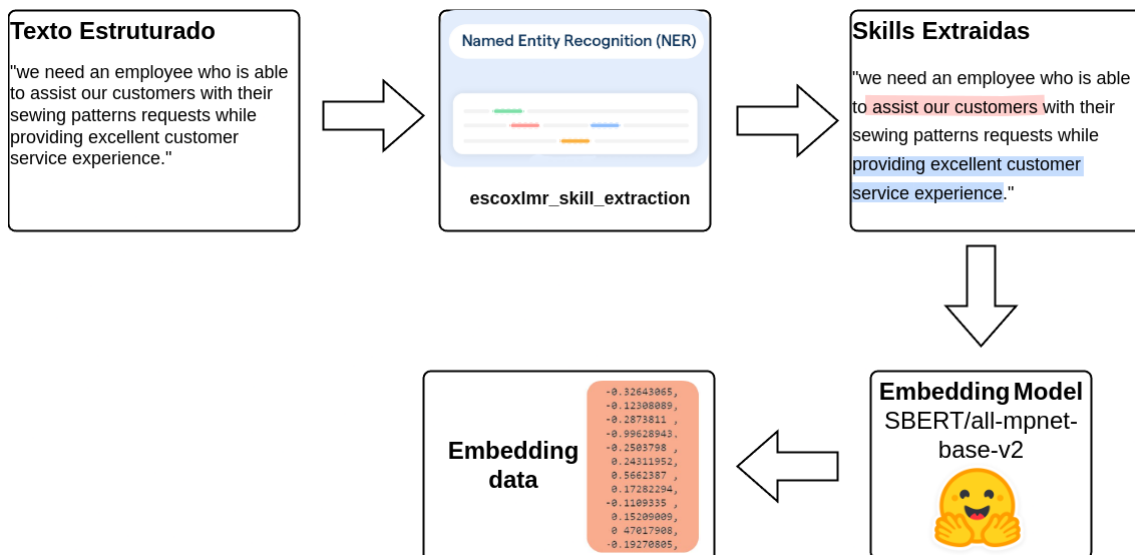 Texto Estruturado
"we need an employee who is able
to assist our customers with their
sewing patterns requests while
providing excellent customer
service experience."
Named Entity Recognition (NER)
escoxlmr_skill_extraction
Skills Extraidas
"we need an employee who is able
to assist our customers with their
sewing patterns requests while
providing excellent customer
service experience."
Embedding Model
SBERT/all-mpnet-
base-v2
Embedding
data
-0.32643065,
-0.12308089,
-0.2873811 ,
-0.99628943.
-0.2503798 ,
0.24311952,
0.5662387 ,
0.17282294,
-0.1109335 ,
0.15209009,
0 47017908,
-0.19270805,